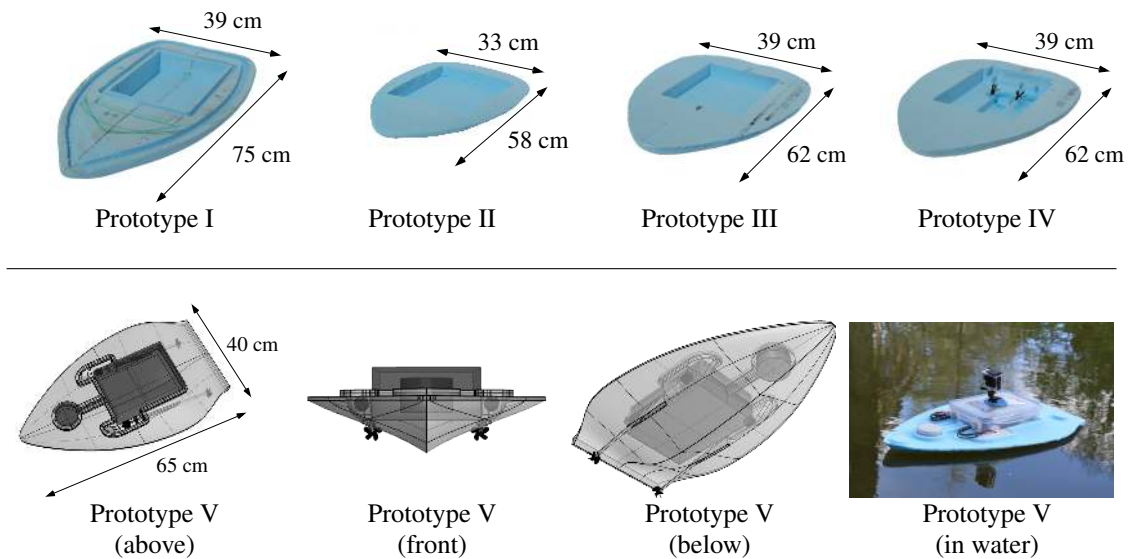 39 cm
75 cm
Prototype I
33 cm
58 cm
Prototype II
39 cm
62 cm
Prototype III
39 cm
62 cm
Prototype IV
40 cm
65 cm
Prototype V
(above)
Prototype V
(front)
Prototype V
(below)
Prototype V
(in water)